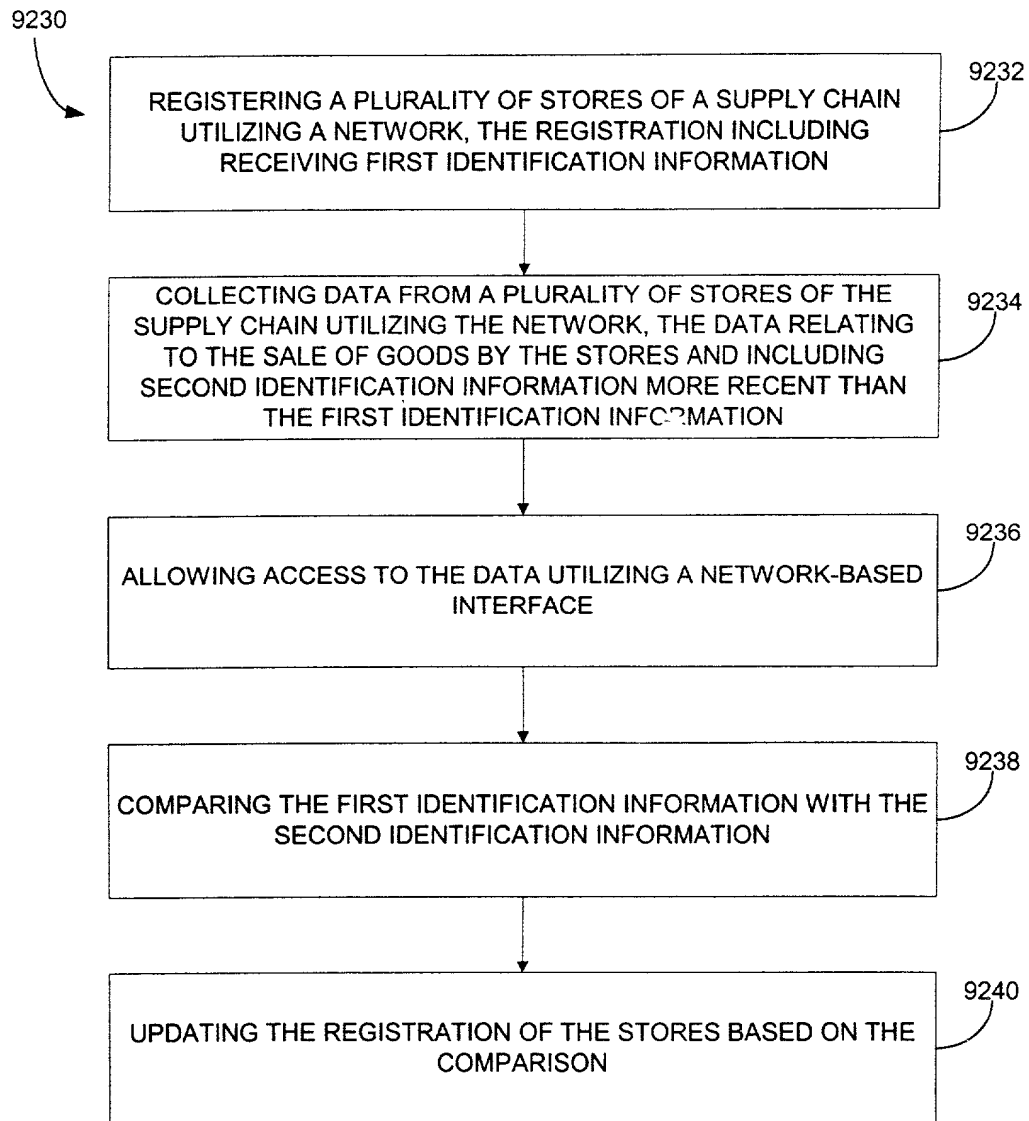 9230
9232
REGISTERING A PLURALITY OF STORES OF A SUPPLY CHAIN
UTILIZING A NETWORK, THE REGISTRATION INCLUDING
RECEIVING FIRST IDENTIFICATION INFORMATION
9234
COLLECTING DATA FROM A PLURALITY OF STORES OF THE
SUPPLY CHAIN UTILIZING THE NETWORK, THE DATA RELATING
TO THE SALE OF GOODS BY THE STORES AND INCLUDING
SECOND IDENTIFICATION INFORMATION MORE RECENT THAN
THE FIRST IDENTIFICATION INFORMATION
9236
ALLOWING ACCESS TO THE DATA UTILIZING A NETWORK-BASED
INTERFACE
9238
COMPARING THE FIRST IDENTIFICATION INFORMATION WITH THE
SECOND IDENTIFICATION INFORMATION
9240
UPDATING THE REGISTRATION OF THE STORES BASED ON THE
COMPARISON